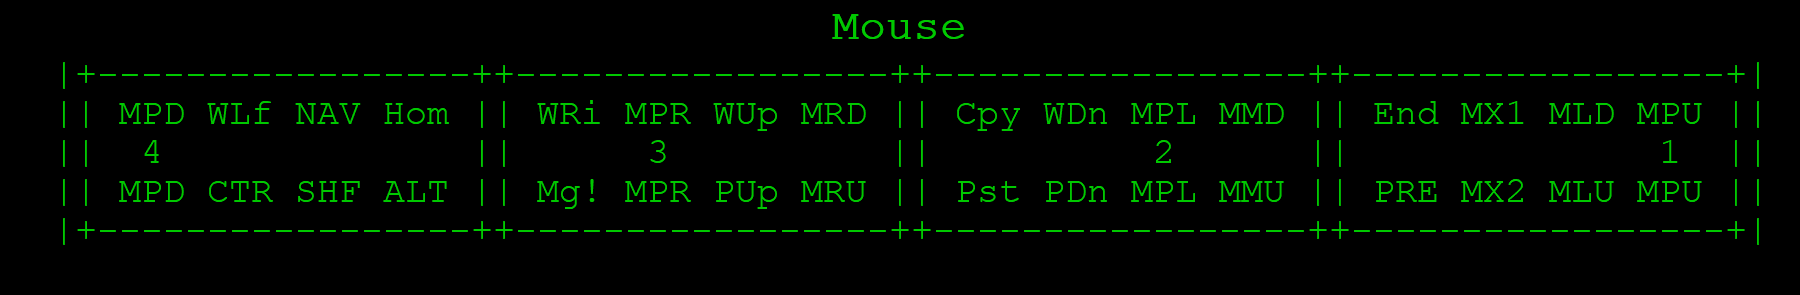 Mouse
|+-----------------++-----------------++-----------------++-----------------+|
|| MPD WLf NAV Hom || WRi MPR WUp MRD || Cpy WDn MPL MMD || End MX1 MLD MPU ||
||  4              ||     3           ||          2      ||              1  ||
|| MPD CTR SHF ALT || Mg! MPR PUp MRU || Pst PDn MPL MMU || PRE MX2 MLU MPU ||
|+-----------------++-----------------++-----------------++-----------------+|